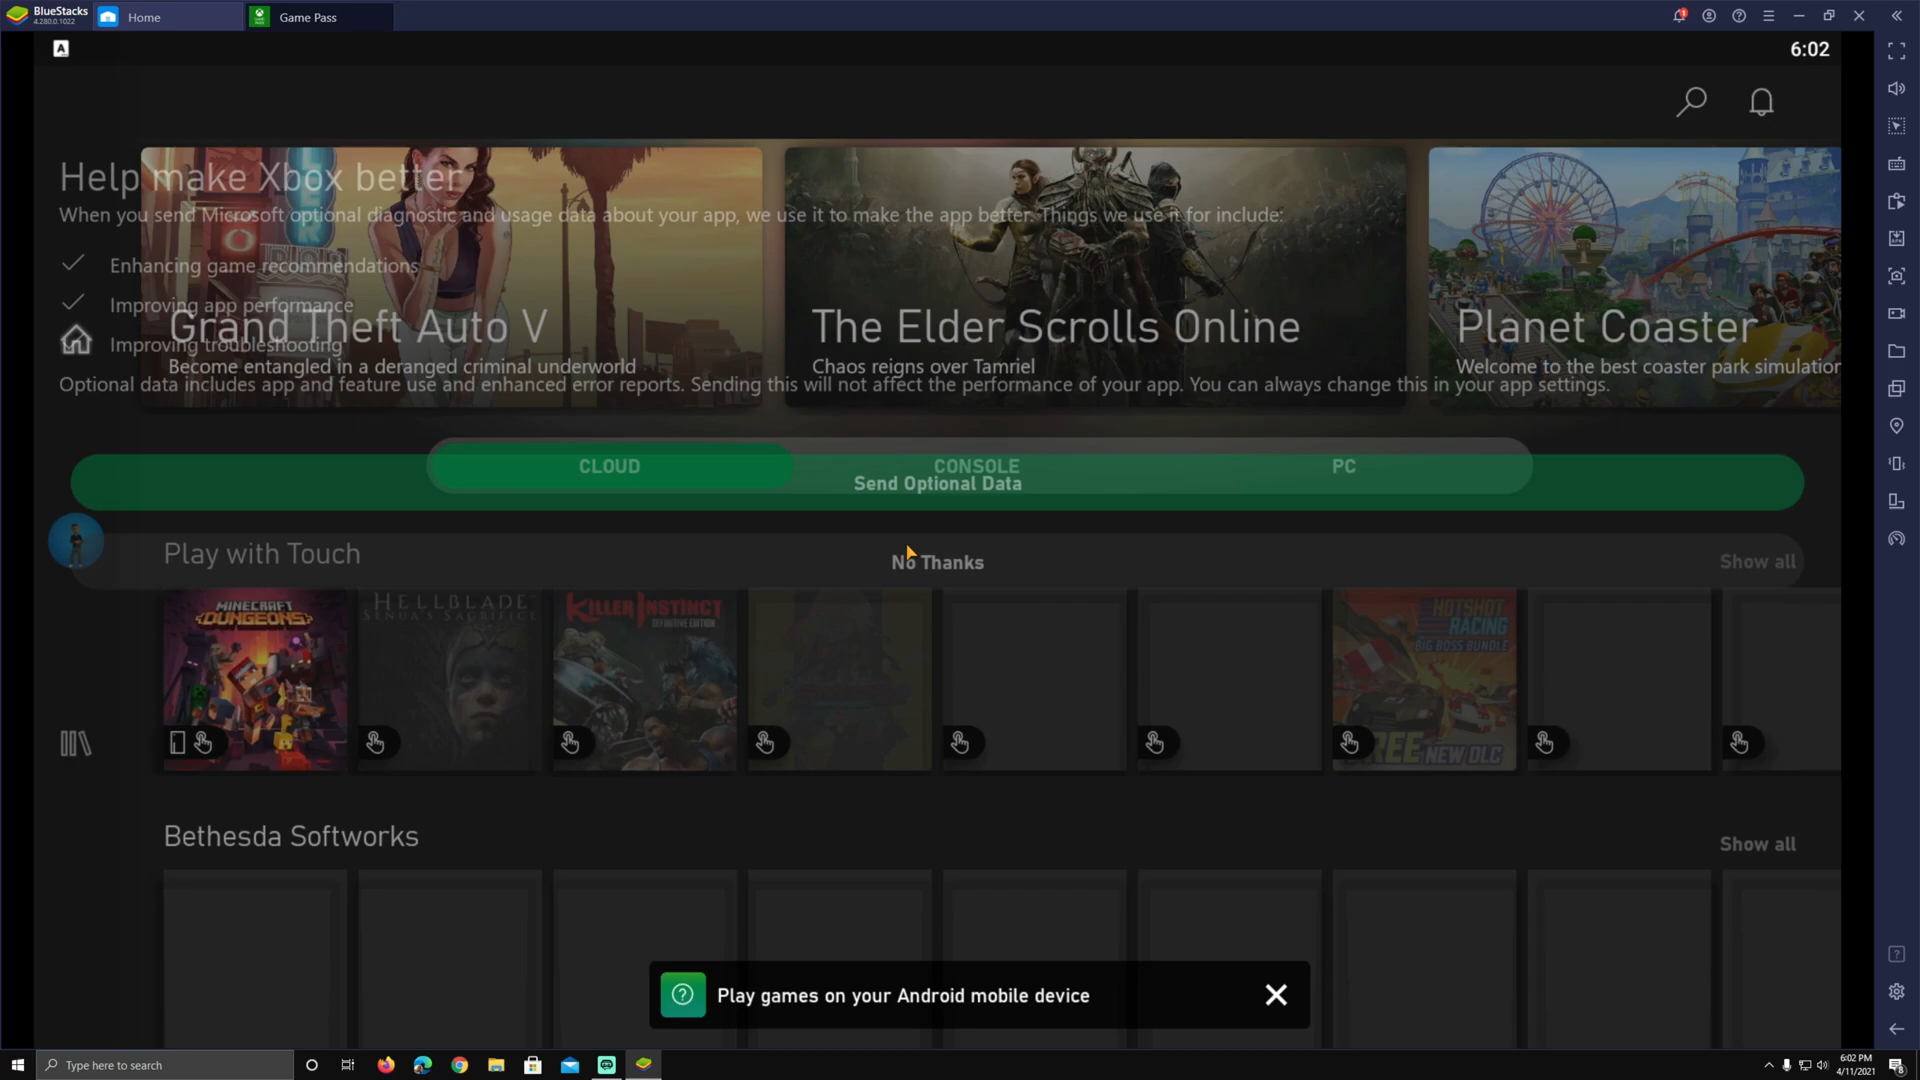 BlueStacks
4.280.0.1022
Home
Game Pass
1
A
6:02
Help make Xbox better
When you send Microsoft optional diagnostic and usage data about your app, we use it to make the app better. Things we use it for include:
Enhancing game recommendations
Improving app performance
Improving troubleshooting
Optional data includes app and feature use and enhanced error reports. Sending this will not affect the performance of your app. You can always change this in your app settings.
Grand Theft Auto V
Become entangled in a deranged criminal underworld
The Elder Scrolls Online
Chaos reigns over Tamriel
Planet Coaster
Welcome to the best coaster park simulation
CLOUD
CONSOLE
PC
Send Optional Data
Play with Touch
No Thanks
Show all
MINECRAFT
DUNGEONS
HELLBLADE
SENUA'S SACRIFICE
KILLER INSTINCT
DEFINITIVE EDITION
HOTSHOT
RACING
BIG BOSS BUNDLE
FREE NEW DLC
Bethesda Softworks
Show all
Play games on your Android mobile device
Type here to search
6:02 PM
4/11/2021
8